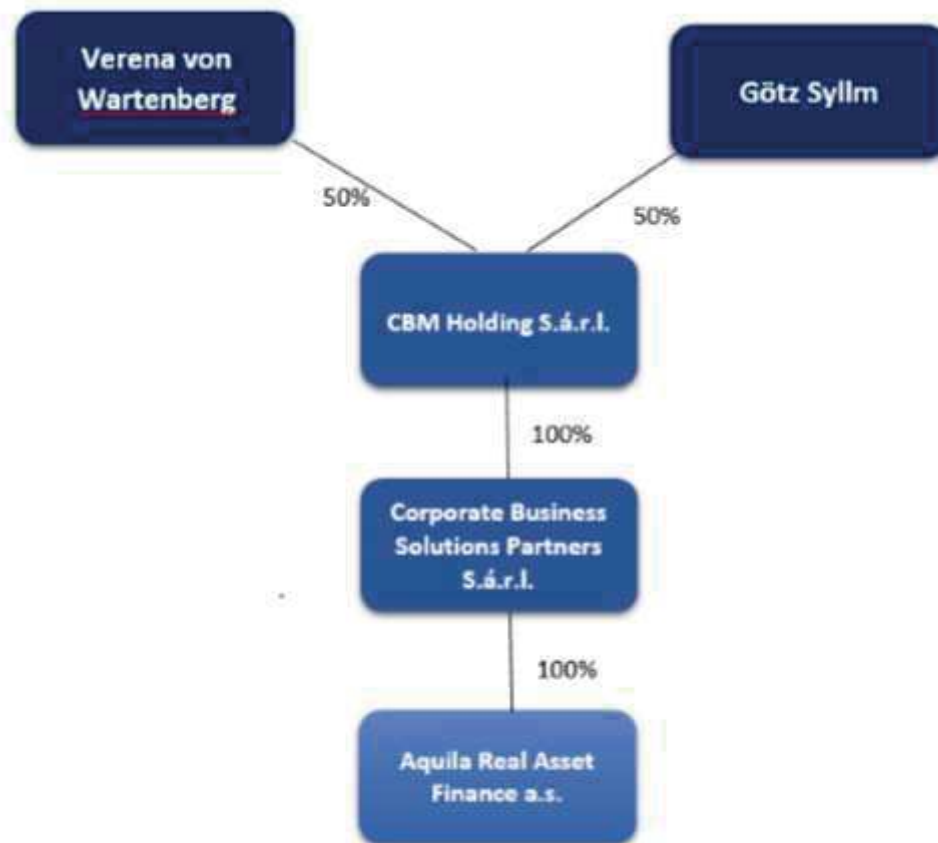 Verena von
Wartenberg
Götz Syllm
50%
50%
CBM Holding S.á.r.l.
100%
Corporate Business
Solutions Partners
S.á.r.l.
100%
Aquila Real Asset
Finance a.s.